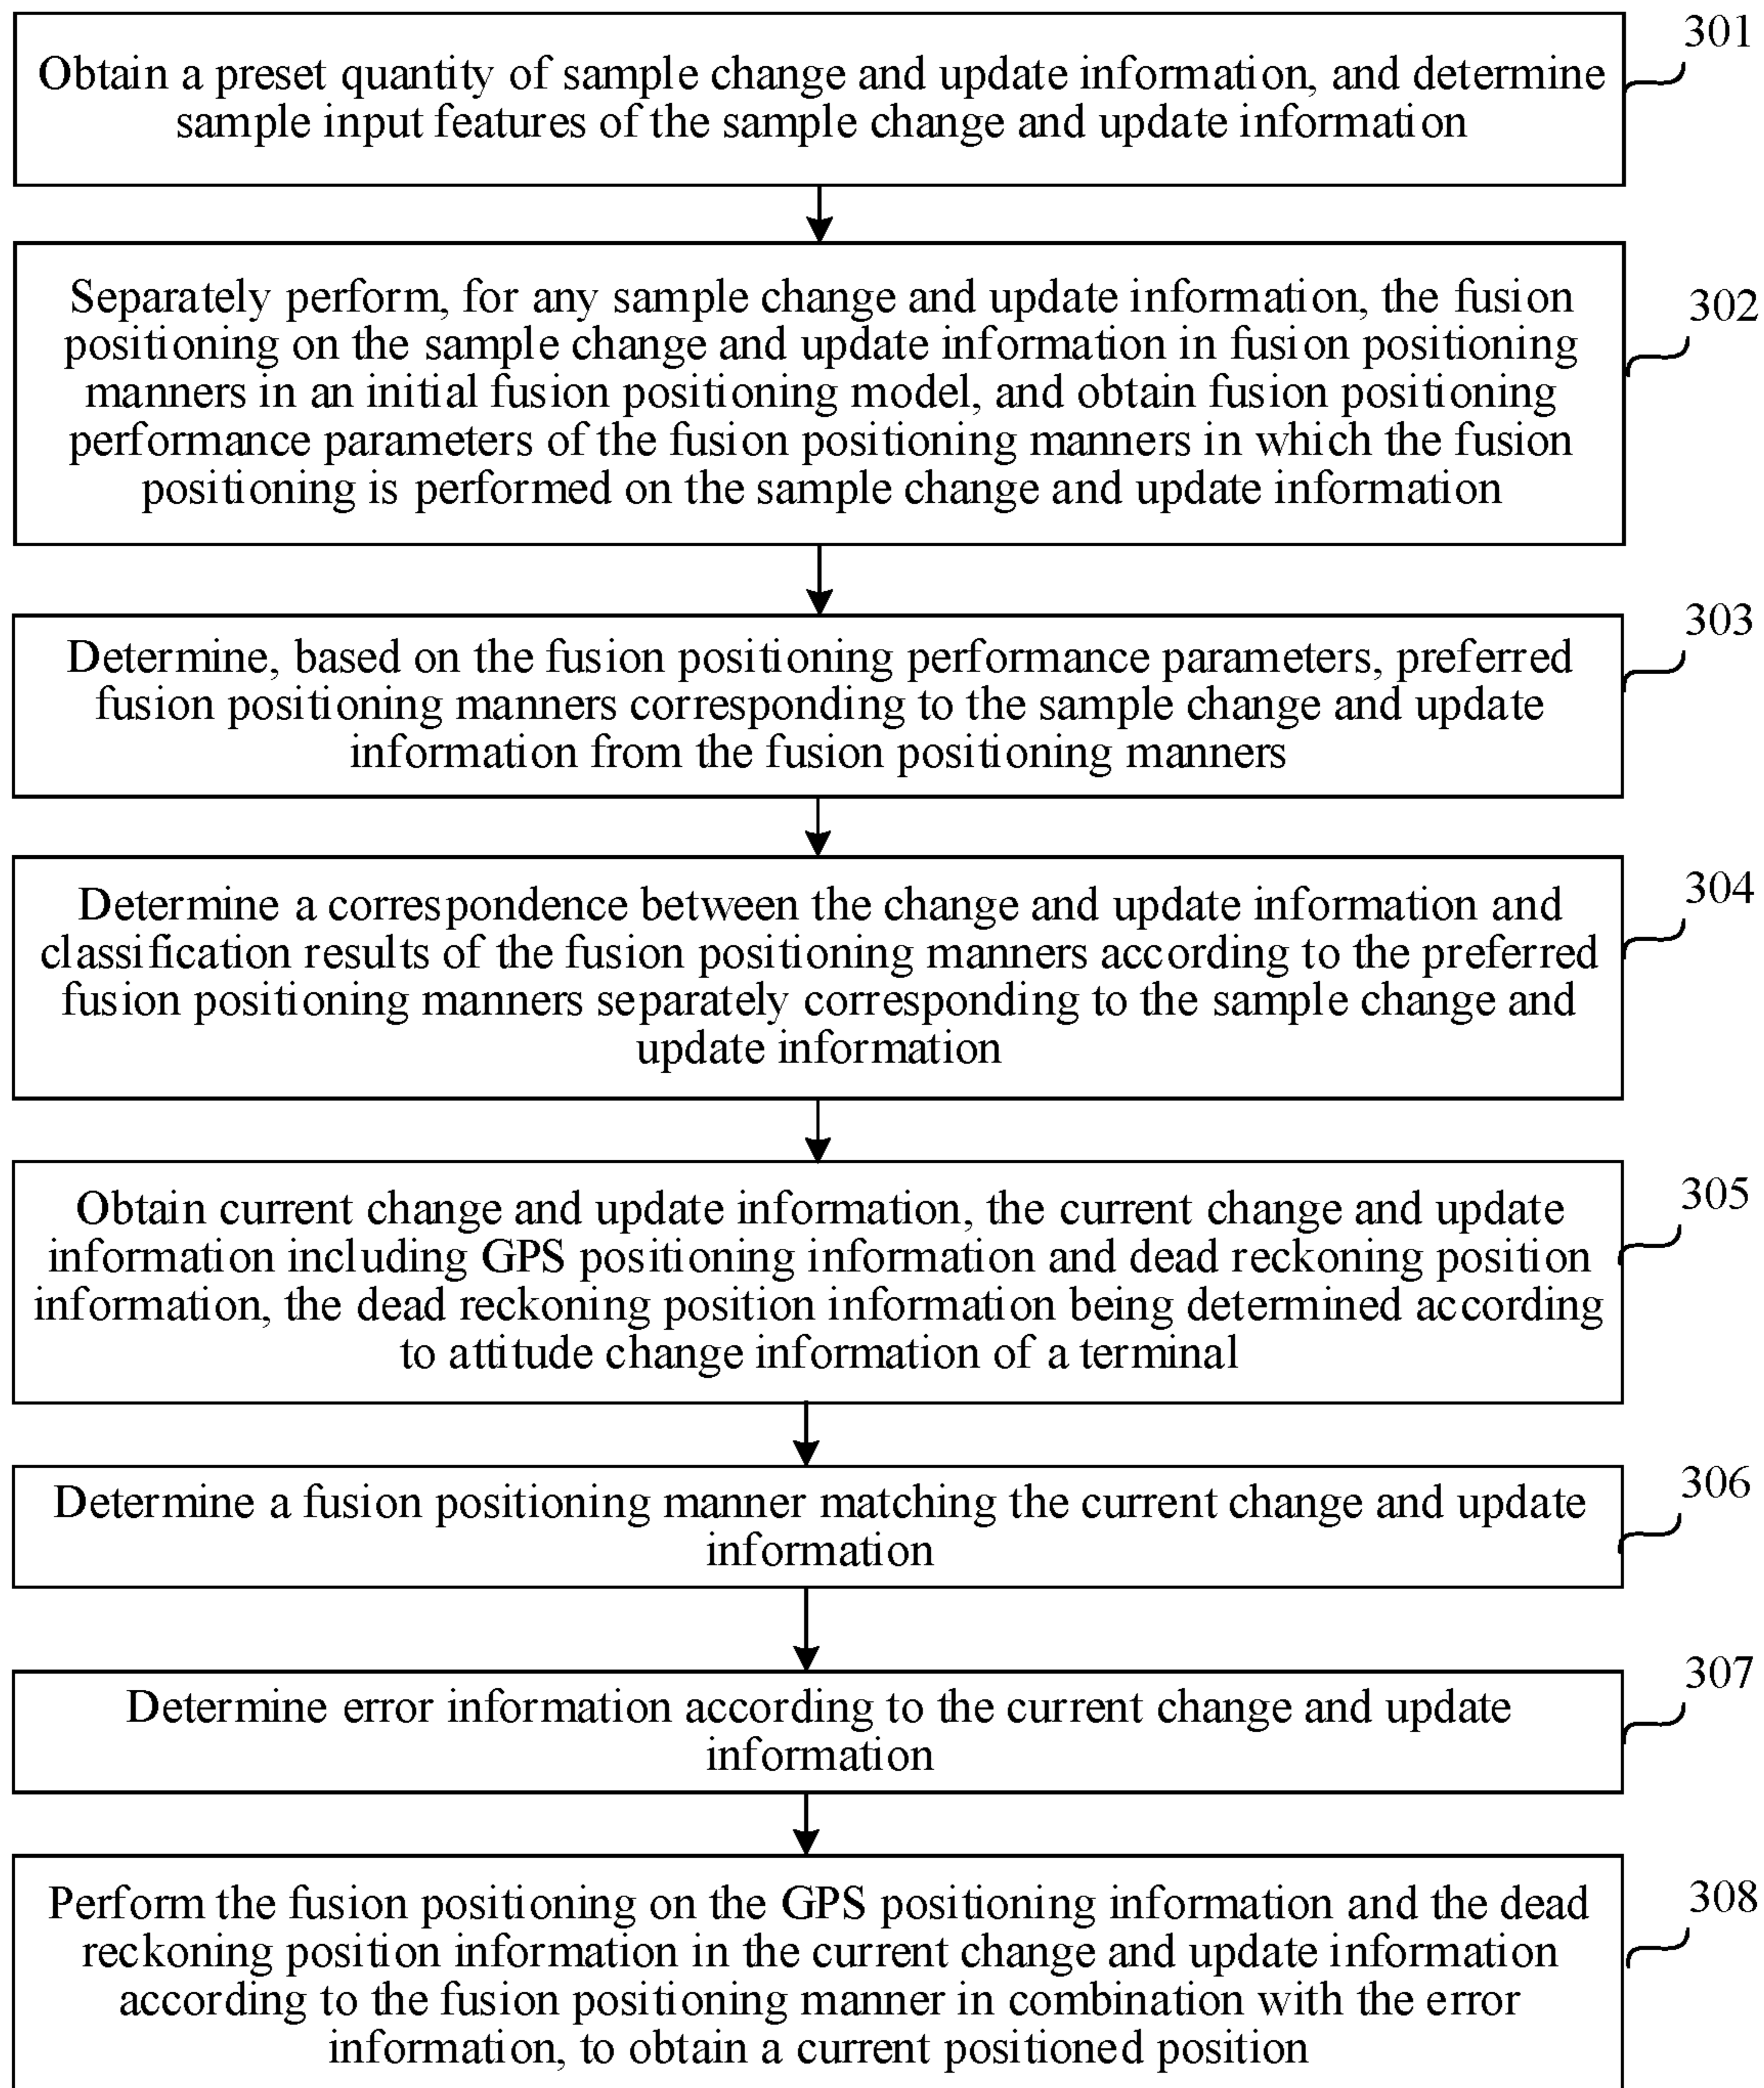 301
Obtain a preset quantity of sample change and update information, and determine
sample input features of the sample change and update information
302
Separately perform, for any sample change and update information, the fusion
positioning on the sample change and update information in fusion positioning
manners in an initial fusion positioning model, and obtain fusion positioning
performance parameters of the fusion positioning manners in which the fusion
positioning is performed on the sample change and update information
303
Determine, based on the fusion positioning performance parameters, preferred
fusion positioning manners corresponding to the sample change and update
information from the fusion positioning manners
304
Determine a correspondence between the change and update information and
classification results of the fusion positioning manners according to the preferred
fusion positioning manners separately corresponding to the sample change and
update information
305
Obtain current change and update information, the current change and update
information including GPS positioning information and dead reckoning position
information, the dead reckoning position information being determined according
to attitude change information of a terminal
306
Determine a fusion positioning manner matching the current change and update
information
307
Determine error information according to the current change and update
information
308
Perform the fusion positioning on the GPS positioning information and the dead
reckoning position information in the current change and update information
according to the fusion positioning manner in combination with the error
information, to obtain a current positioned position